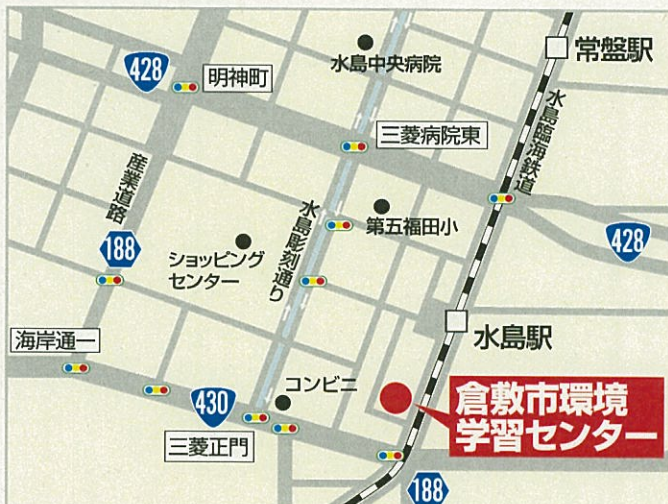 常盤駅
水島中央病院
428
明神町
水島臨海鉄道
三菱病院東
産業道路
第五福田小
水島彫刻通り
188
428
ショッピング
センター
水島駅
海岸通一
コンビニ
倉敷市環境
学習センター
430
三菱正門
188